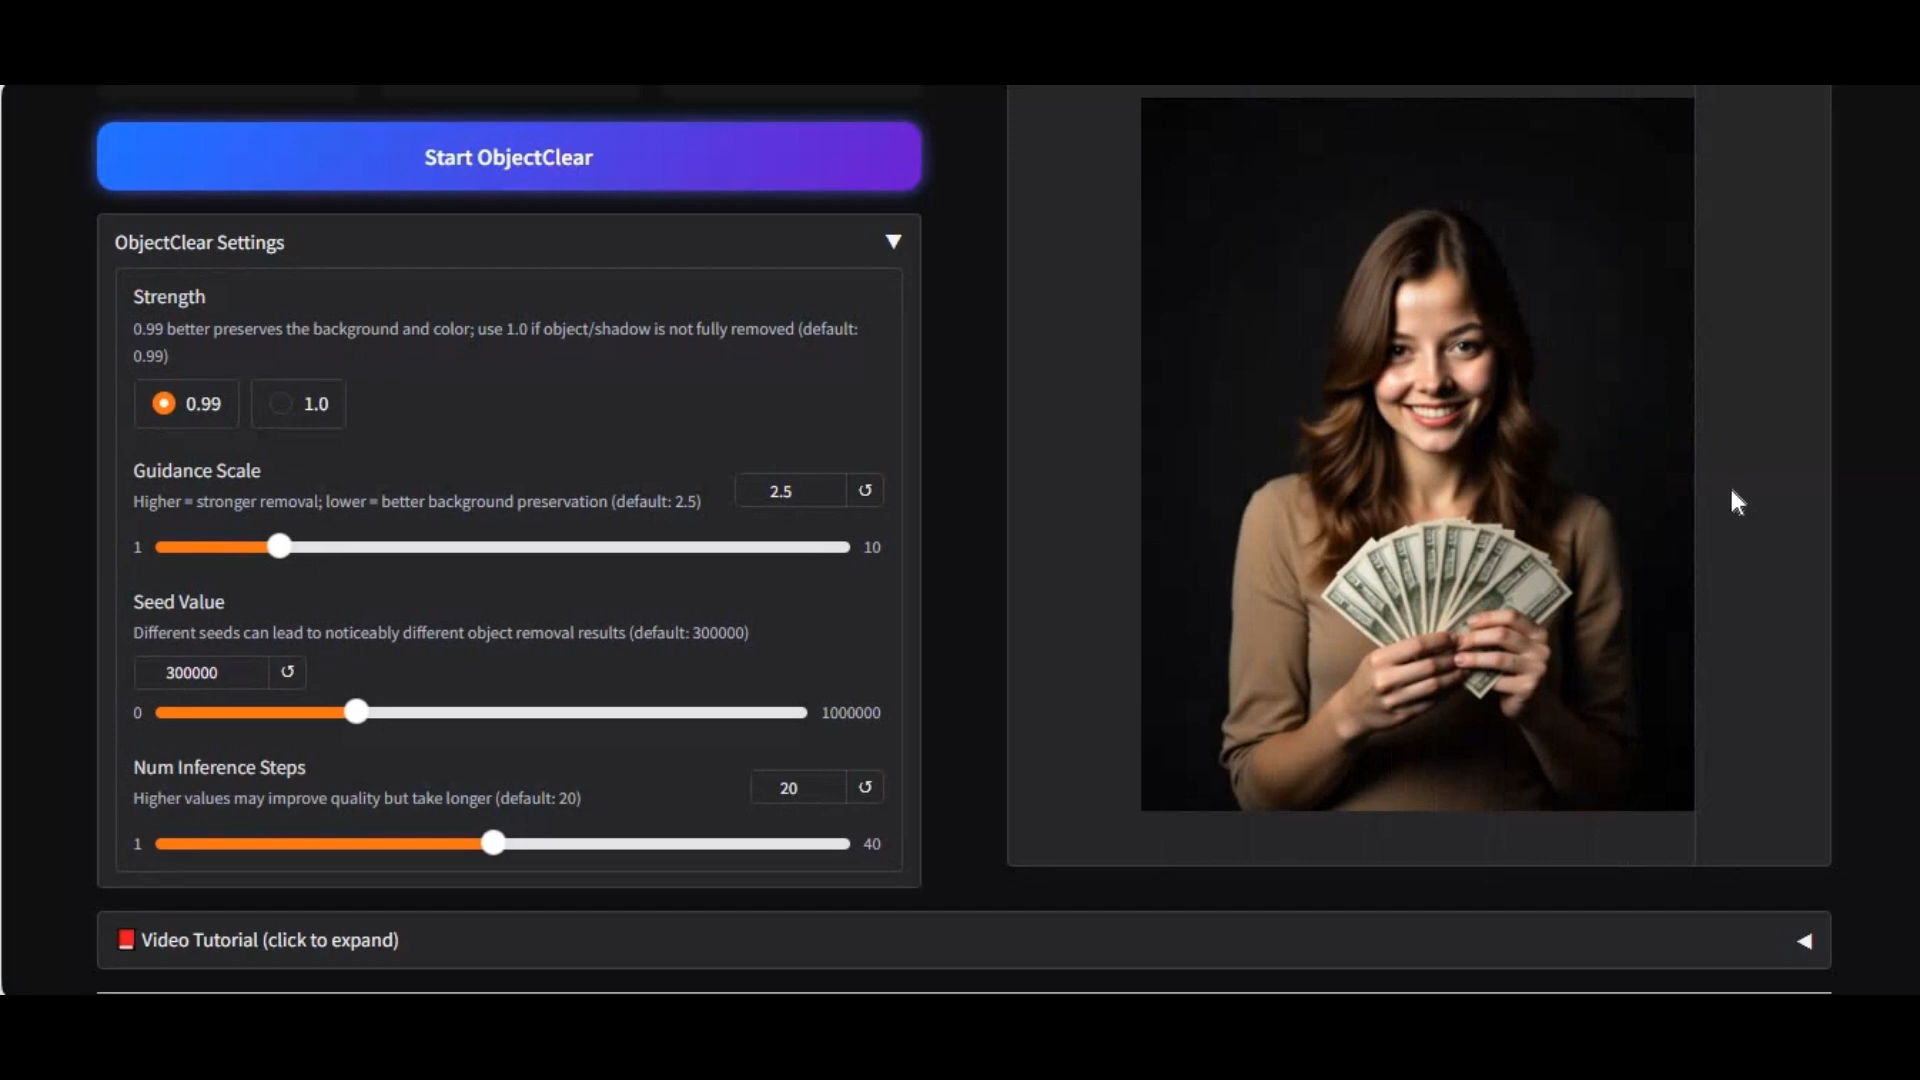 Start ObjectClear
ObjectClear Settings
Strength
0.99 better preserves the background and color; use 1.0 if object/shadow is not fully removed (default:
0.99)
0.99
1.0
Guidance Scale
Higher = stronger removal; lower = better background preservation (default: 2.5)
2.5
1
10
Seed Value
Different seeds can lead to noticeably different object removal results (default: 300000)
300000
0
1000000
Num Inference Steps
Higher values may improve quality but take longer (default: 20)
20
1
40
Video Tutorial (click to expand)